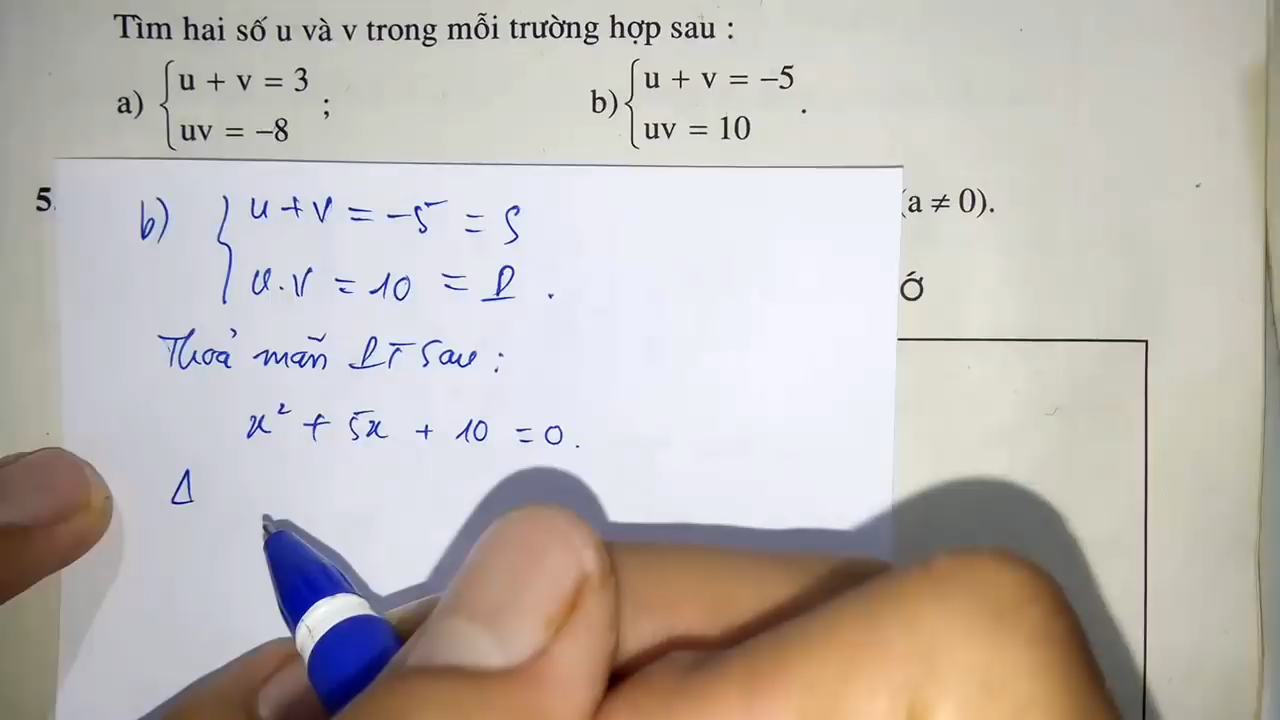 Tìm hai số u và v trong mỗi trường hợp sau :
a) { u + v = 3
uv = –8 ;
b) { u + v = –5
uv = 10 .
5.
(a ≠ 0).
b) { u + v = -5 = S
u.v = 10 = P .
Ớ
Thoả mãn PT sau :
x² + 5x + 10 = 0.
Δ